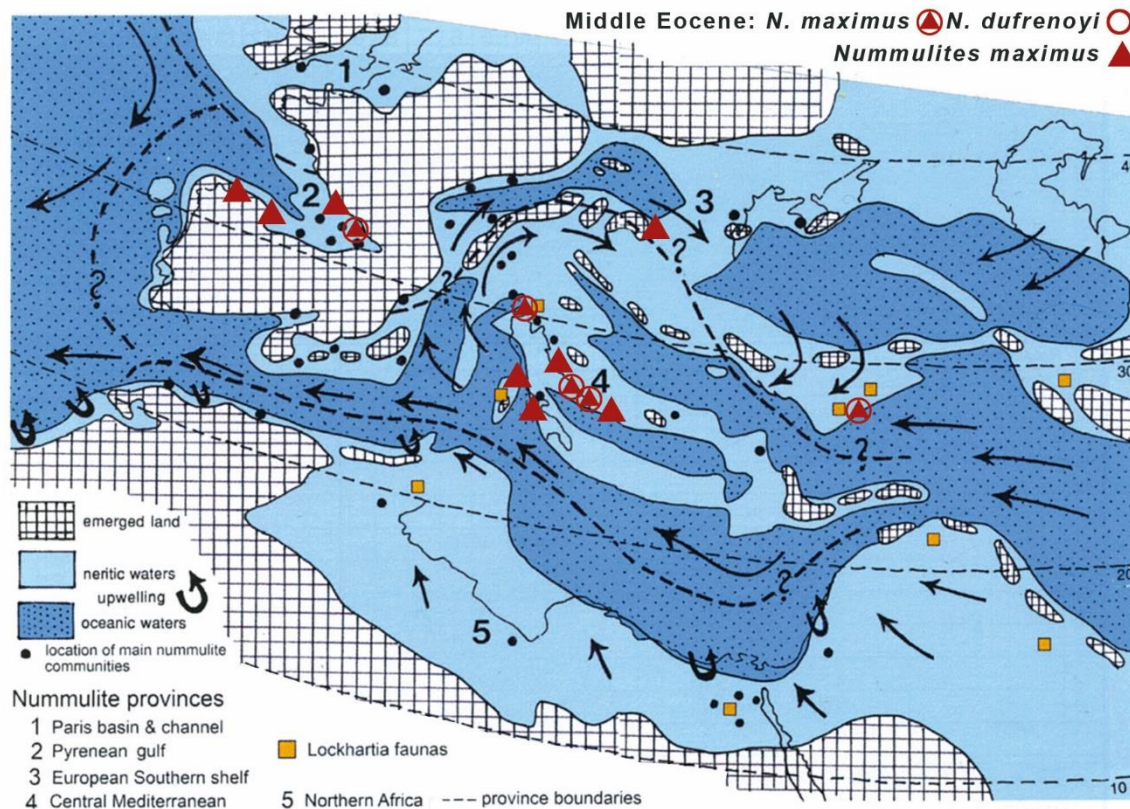 Middle Eocene: N. maximus N. dufrenoyi
Nummulites maximus
1
2
3
4
5
?
?
?
?
?
40
30
20
10
emerged land
neritic waters
upwelling
oceanic waters
location of main nummulite
communities
Nummulite provinces
1 Paris basin & channel
2 Pyrenean gulf
3 European Southern shelf
4 Central Mediterranean
Lockhartia faunas
5 Northern Africa
province boundaries